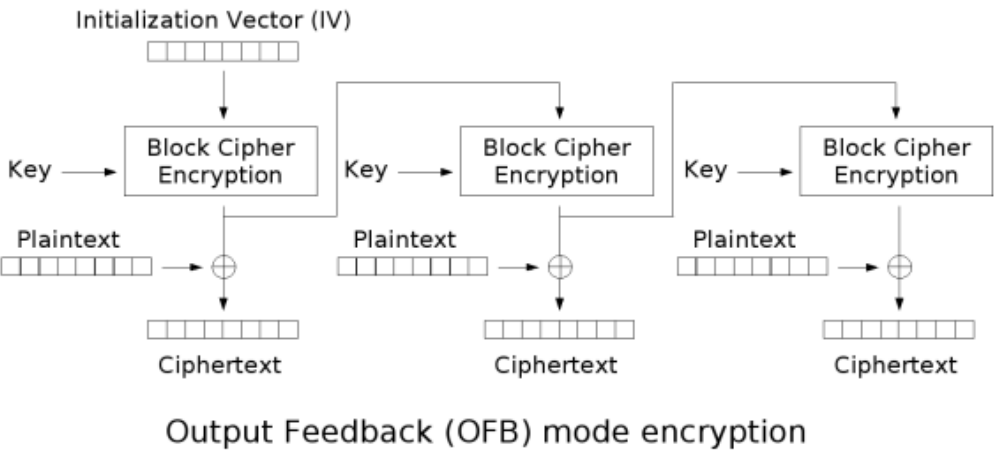 Initialization Vector (IV)
Block Cipher
Encryption
Block Cipher
Encryption
Block Cipher
Encryption
Key
Key
Key
Plaintext
Plaintext
Plaintext
Ciphertext
Ciphertext
Ciphertext
Output Feedback (OFB) mode encryption